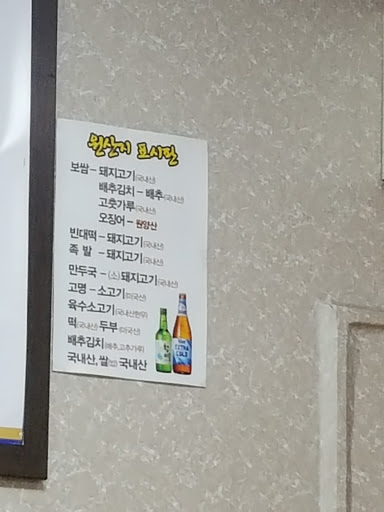 원산지 표시판
보쌈 - 돼지고기(국내산)
배추김치 - 배추(국내산)
고춧가루(국내산)
오징어 - 원양산
빈대떡 - 돼지고기(국내산)
족 발 - 돼지고기(국내산)
만두국 - (소)돼지고기(국내산)
고명 - 소고기(미국산)
육수소고기(국내산한우)
떡(국내산) 두부(미국산)
배추김치(배추,고추가루)
국내산, 쌀(밥) 국내산
EXTRA
COLD